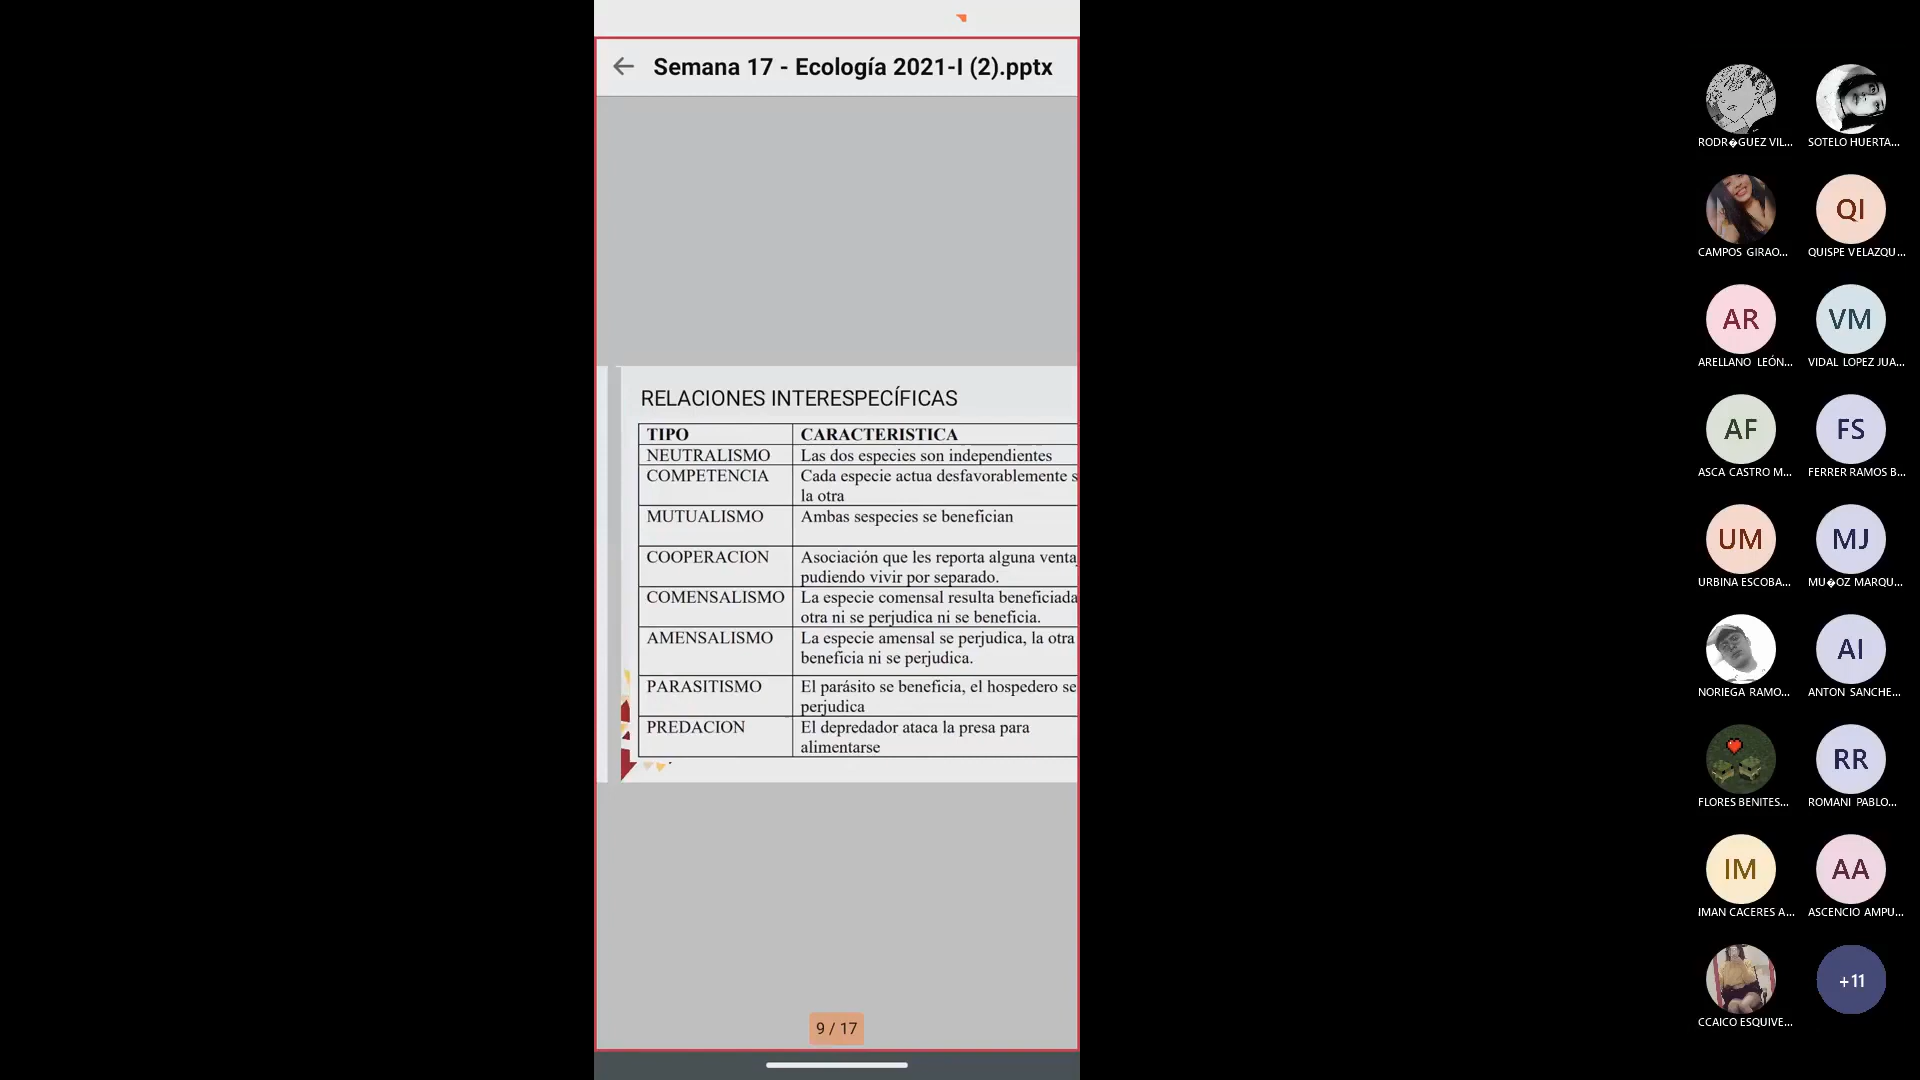 Semana 17 - Ecología 2021-I (2).pptx
RELACIONES INTERESPECÍFICAS
TIPO CARACTERISTICA
NEUTRALISMO Las dos especies son independientes
COMPETENCIA Cada especie actua desfavorablemente s
la otra
MUTUALISMO Ambas sespecies se benefician
COOPERACION Asociación que les reporta alguna venta
pudiendo vivir por separado.
COMENSALISMO La especie comensal resulta beneficiada
otra ni se perjudica ni se beneficia.
AMENSALISMO La especie amensal se perjudica, la otra
beneficia ni se perjudica.
PARASITISMO El parásito se beneficia, el hospedero se
perjudica
PREDACION El depredador ataca la presa para
alimentarse
9 / 17
RODR�GUEZ VIL... SOTELO HUERTA...
QI
CAMPOS GIRAO... QUISPE VELAZQU...
AR VM
ARELLANO LEÓN... VIDAL LOPEZ JUA...
AF FS
ASCA CASTRO M... FERRER RAMOS B...
UM MJ
URBINA ESCOBA... MU�OZ MARQU...
AI
NORIEGA RAMO... ANTON SANCHE...
RR
FLORES BENITES... ROMANI PABLO...
IM AA
IMAN CACERES A... ASCENCIO AMPU...
+11
CCAICO ESQUIVE...